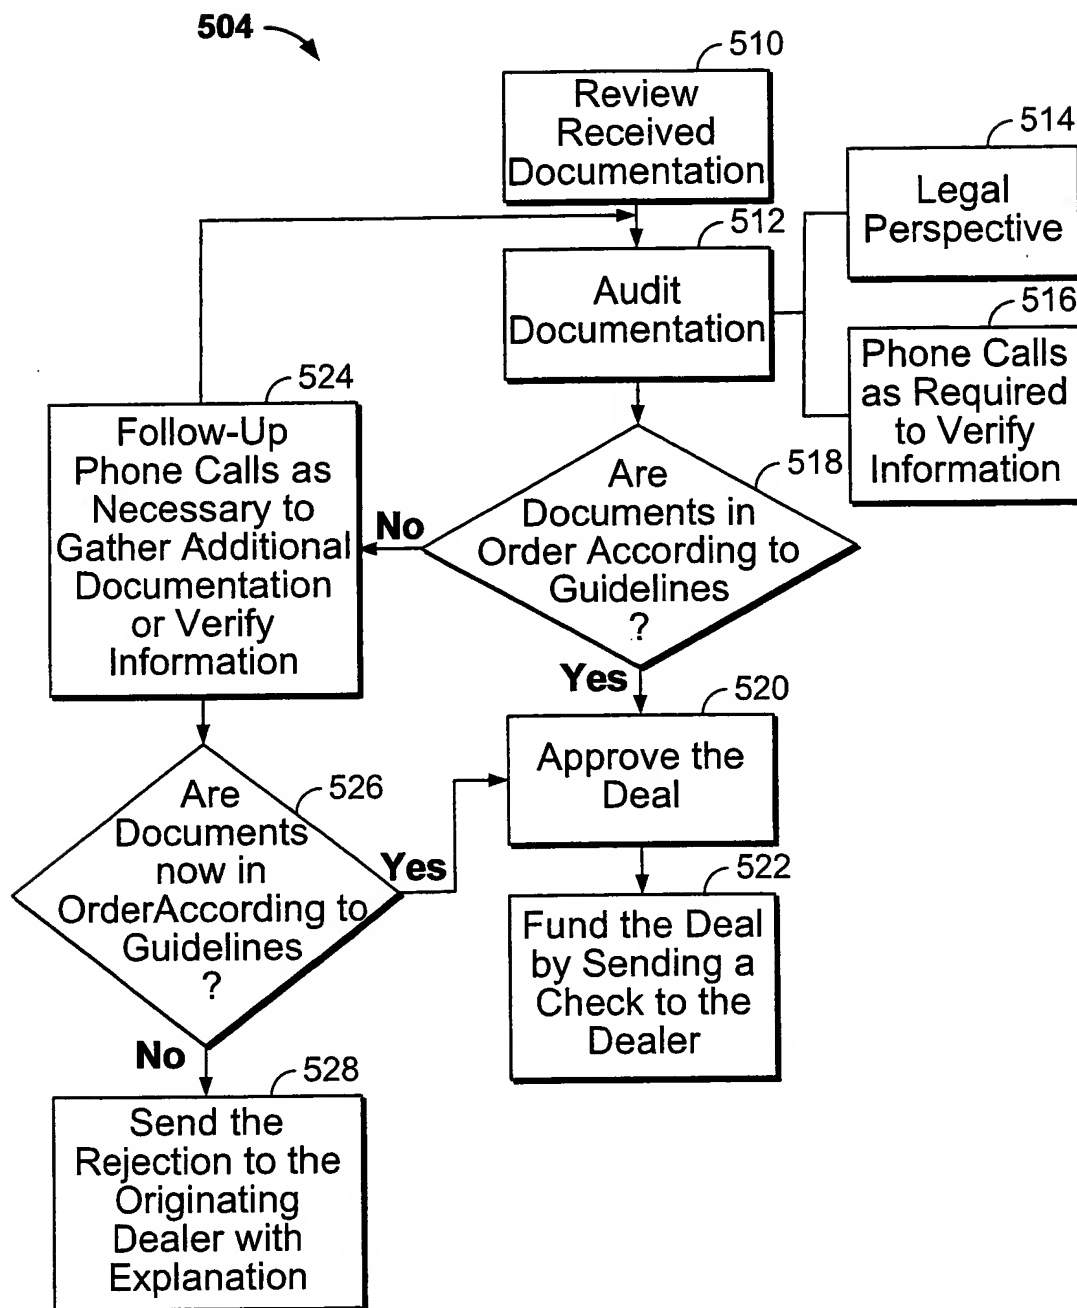 504
510
Review
Received
Documentation
514
Legal
Perspective
512
Audit
Documentation
516
Phone Calls
as Required
to Verify
Information
524
Follow-Up
Phone Calls as
Necessary to
Gather Additional
Documentation
or Verify
Information
518
Are
Documents in
Order According to
Guidelines
?
No
Yes
520
Approve the
Deal
526
Are
Documents
now in
OrderAccording to
Guidelines
?
Yes
No
522
Fund the Deal
by Sending a
Check to the
Dealer
528
Send the
Rejection to the
Originating
Dealer with
Explanation